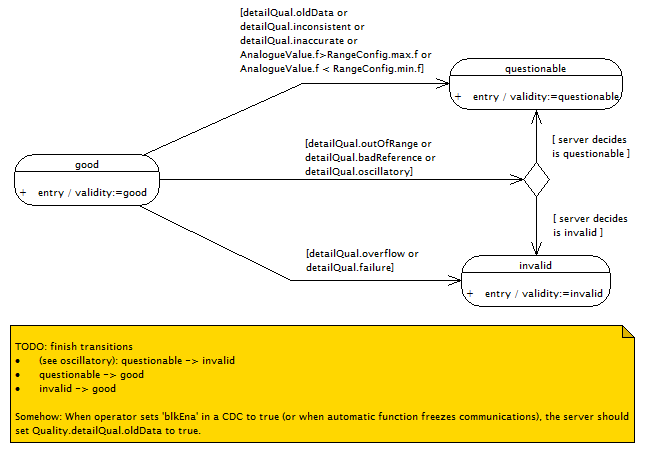 [detailQual.oldData or
detailQual.inconsistent or
detailQual.inaccurate or
AnalogueValue.f>RangeConfig.max.f or
AnalogueValue.f < RangeConfig.min.f]
questionable
+ entry / validity:=questionable
[detailQual.outOfRange or
detailQual.badReference or
detailQual.oscillatory]
[ server decides
is questionable ]
good
+ entry / validity:=good
[ server decides
is invalid ]
[detailQual.overflow or
detailQual.failure]
invalid
+ entry / validity:=invalid
TODO: finish transitions
• (see oscillatory): questionable -> invalid
• questionable -> good
• invalid -> good
Somehow: When operator sets 'blkEna' in a CDC to true (or when automatic function freezes communications), the server should
set Quality.detailQual.oldData to true.